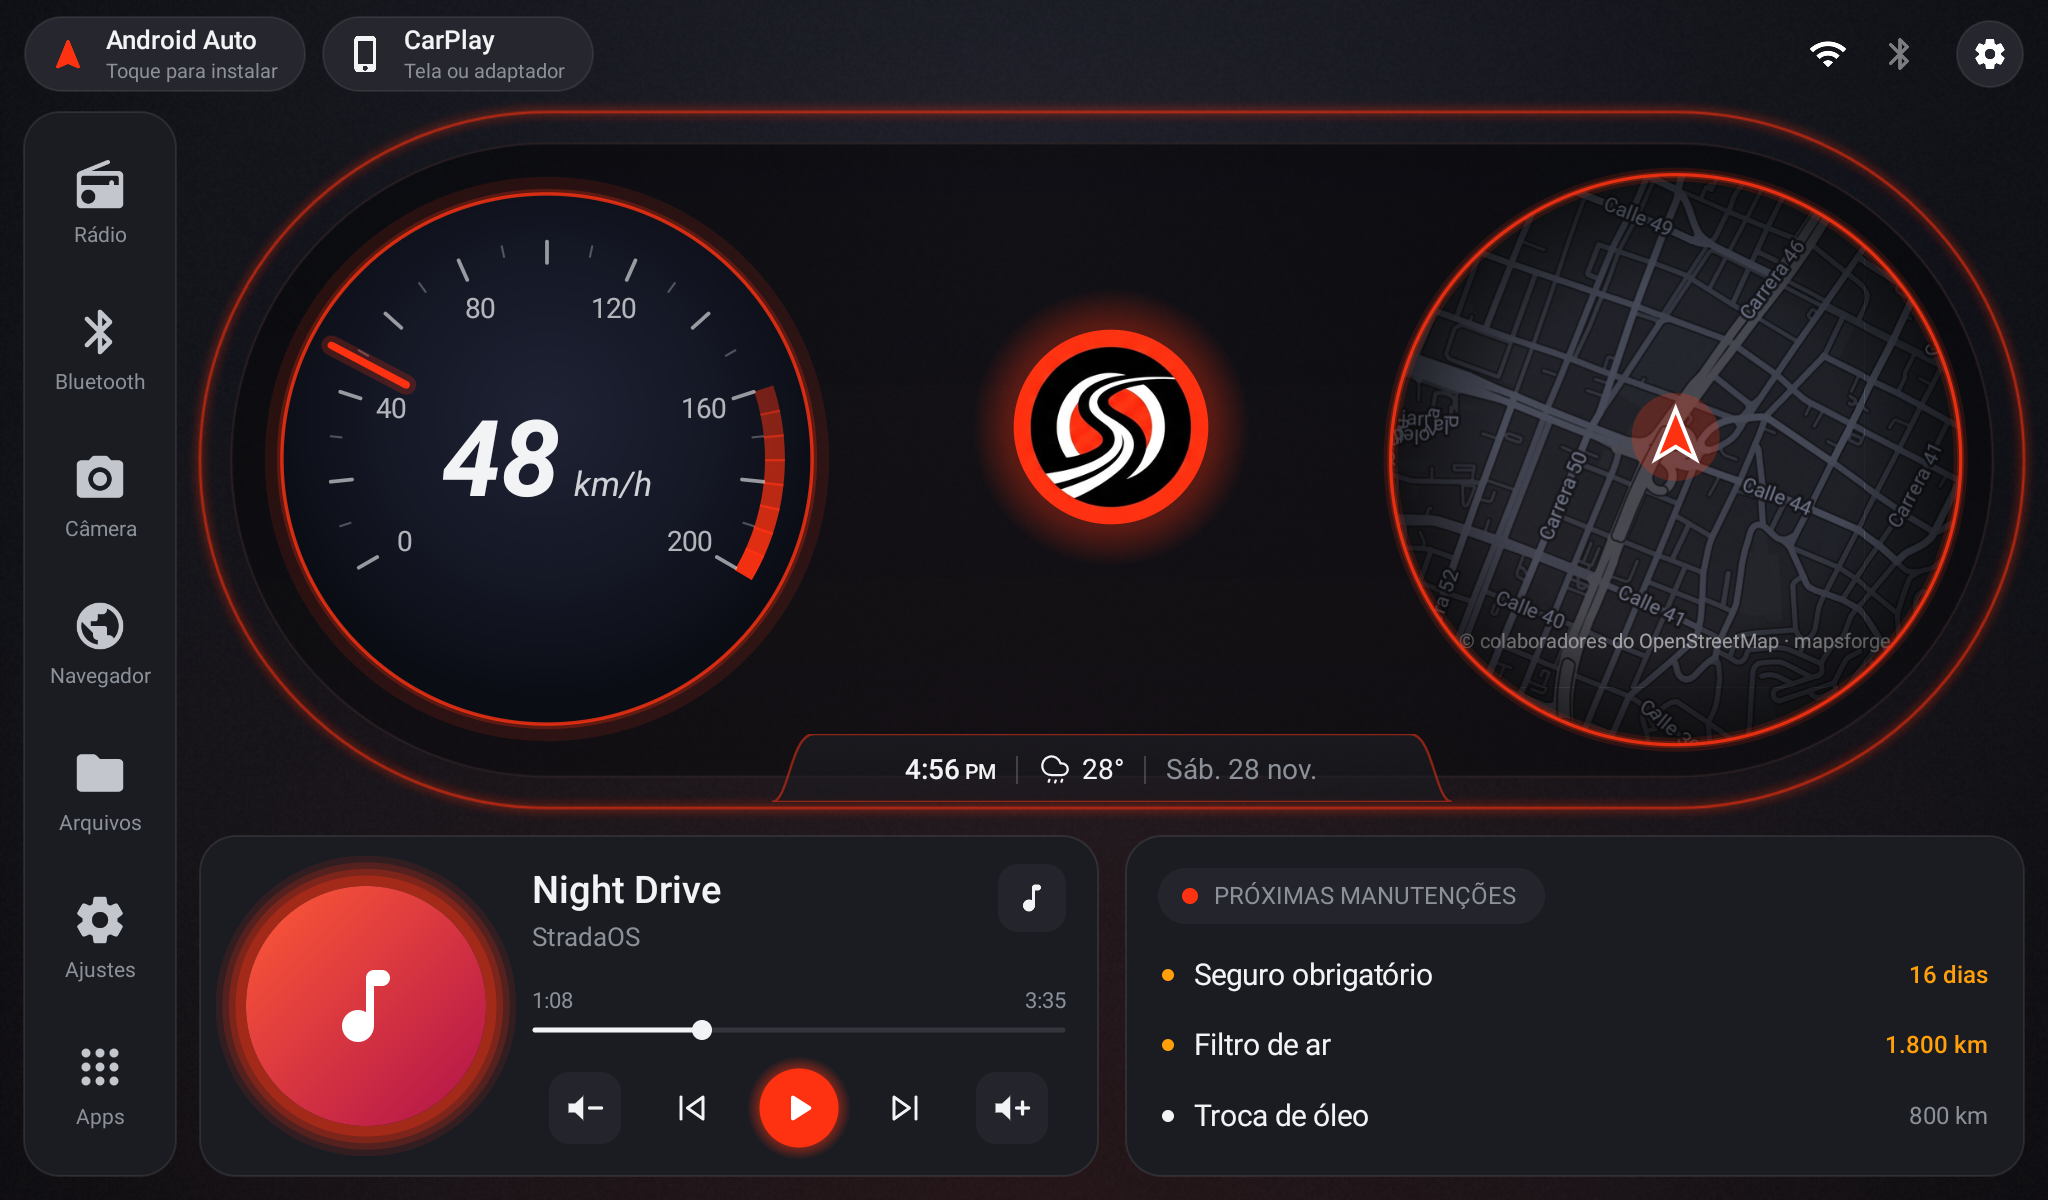 Android Auto
Toque para instalar
CarPlay
Tela ou adaptador
Rádio
Bluetooth
Câmera
Navegador
Arquivos
Ajustes
Apps
80
120
40
160
0
200
48 km/h
Calle 49
Carrera 46
Carrera 50
Calle 44
Carrera 41
Calle 40
Calle 41
© colaboradores do OpenStreetMap · mapsforge
4:56 PM
28°
Sáb. 28 nov.
Night Drive
StradaOS
1:08
3:35
PRÓXIMAS MANUTENÇÕES
Seguro obrigatório
16 dias
Filtro de ar
1.800 km
Troca de óleo
800 km